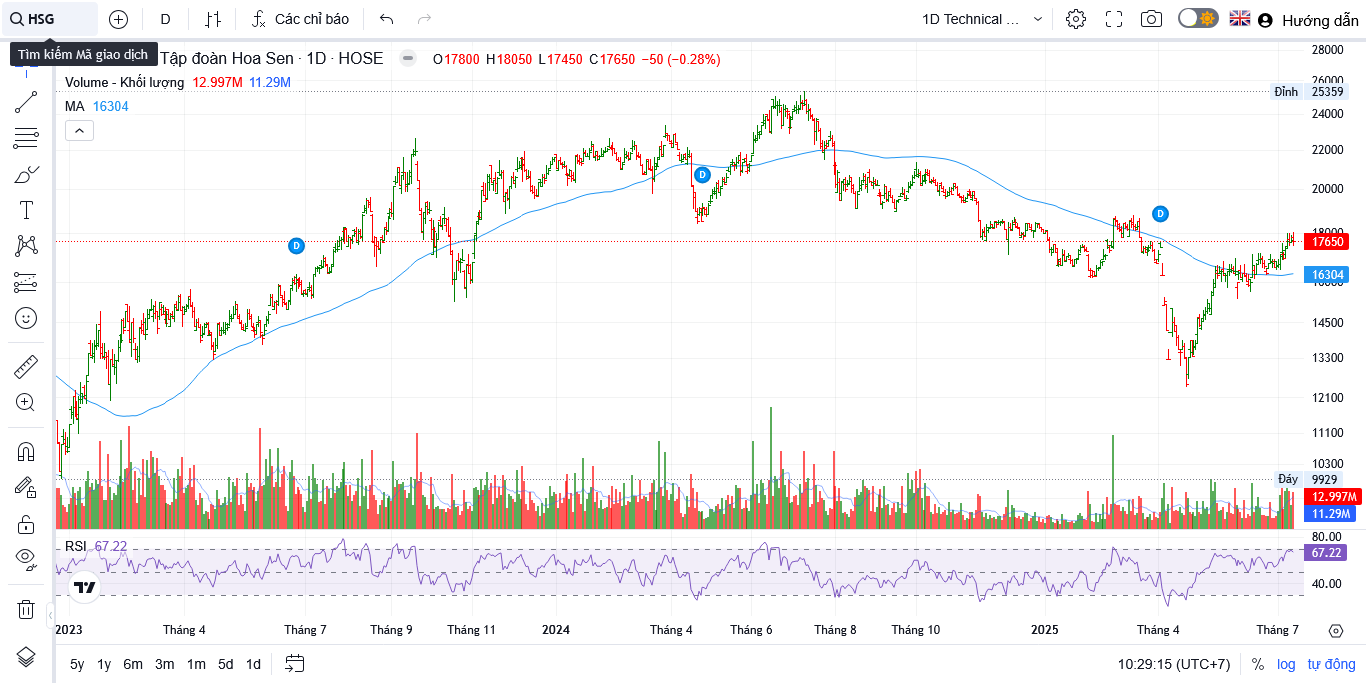 HSG
D
Các chỉ báo
1D Technical ...
Hướng dẫn
Tìm kiếm Mã giao dịch
Tập đoàn Hoa Sen · 1D · HOSE
O17800 H18050 L17450 C17650 −50 (−0.28%)
Volume - Khối lượng 12.997M 11.29M
MA 16304
28000
26000
Đỉnh 25359
24000
22000
20000
18000
17650
16304
16000
14500
13300
12100
11100
10300
Đáy 9929
12.997M
11.29M
D
D
D
RSI 67.22
80.00
67.22
40.00
2023 Tháng 4 Tháng 7 Tháng 9 Tháng 11 2024 Tháng 4 Tháng 6 Tháng 8 Tháng 10 2025 Tháng 4 Tháng 7
5y 1y 6m 3m 1m 5d 1d
10:29:15 (UTC+7) % log tự động